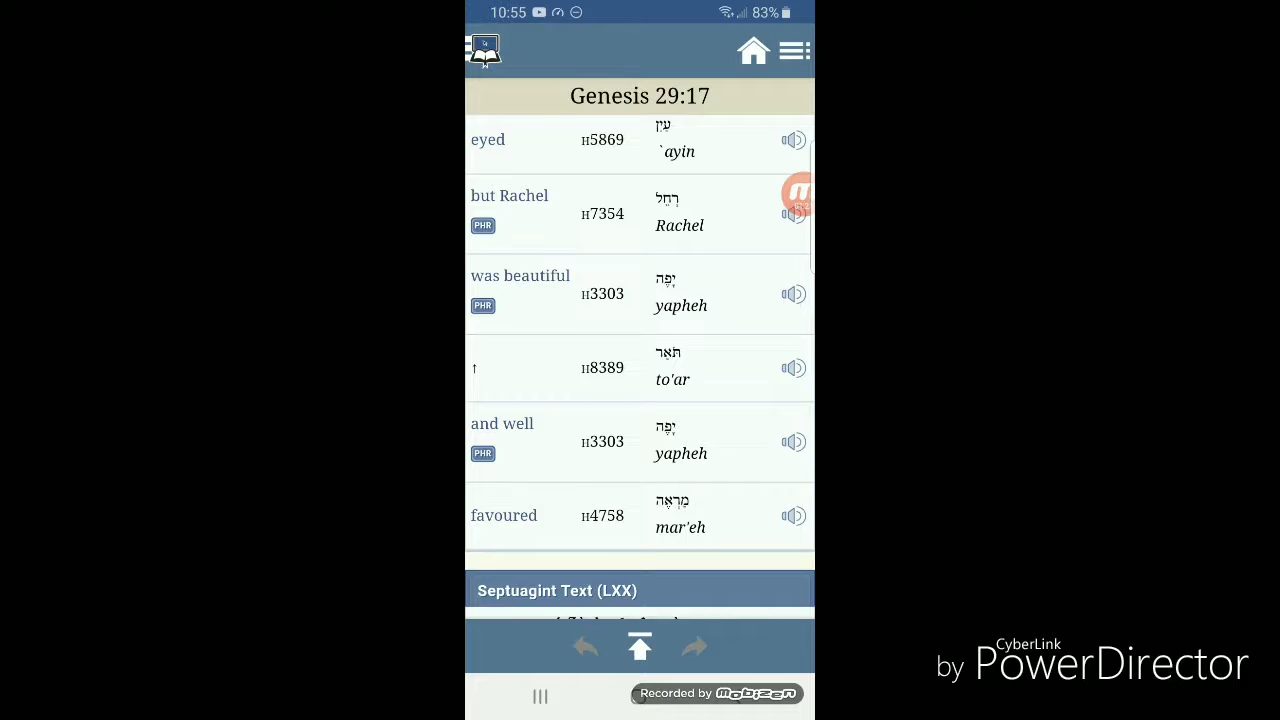 10:55 83%
Genesis 29:17
eyed H5869 עַיִן
`ayin
but Rachel H7354 רָחֵל
PHR Rachel
was beautiful H3303 יָפֶה
PHR yapheh
↑ H8389 תֹּאַר
to'ar
and well H3303 יָפֶה
PHR yapheh
favoured H4758 מַרְאֶה
mar'eh
Septuagint Text (LXX)
CyberLink
by PowerDirector
Recorded by mobizen